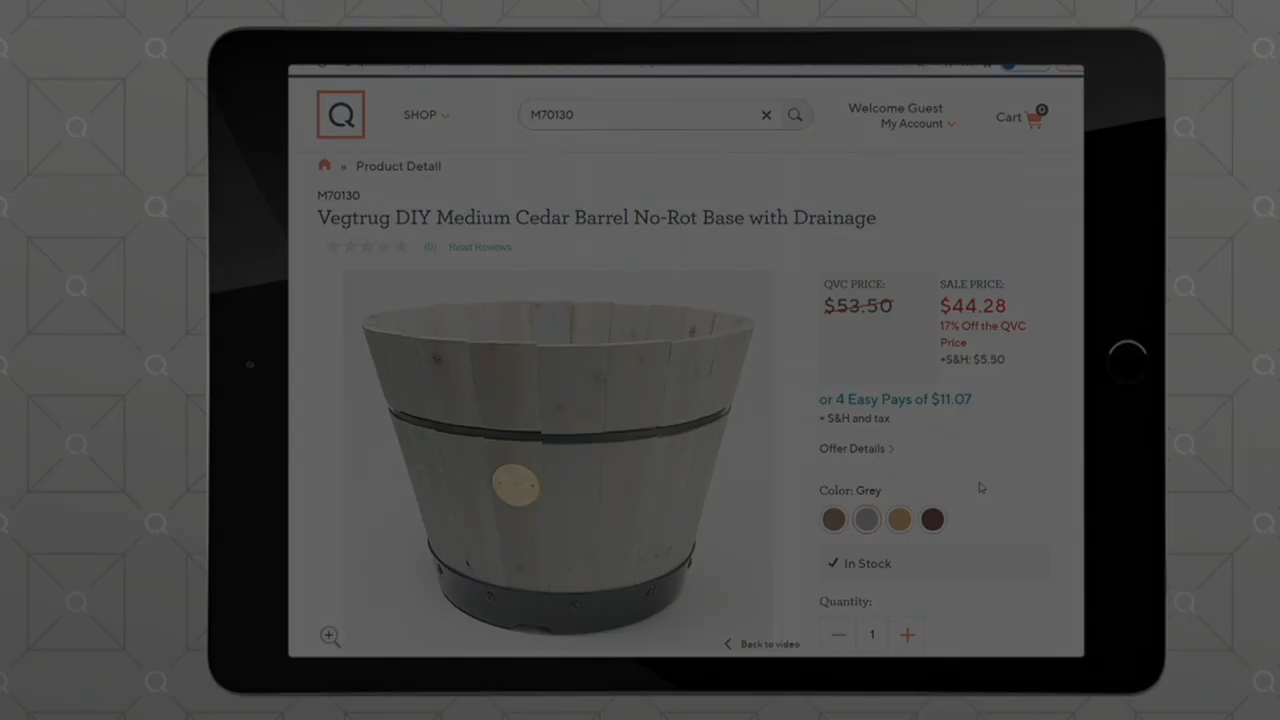 Q
SHOP
M70130
Welcome Guest
My Account
Cart
0
» Product Detail
M70130
Vegtrug DIY Medium Cedar Barrel No-Rot Base with Drainage
(0) Read Reviews
QVC PRICE:
$53.50
SALE PRICE:
$44.28
17% Off the QVC
Price
+S&H: $5.50
or 4 Easy Pays of $11.07
+ S&H and tax
Offer Details
Color: Grey
In Stock
Quantity:
1
Back to video